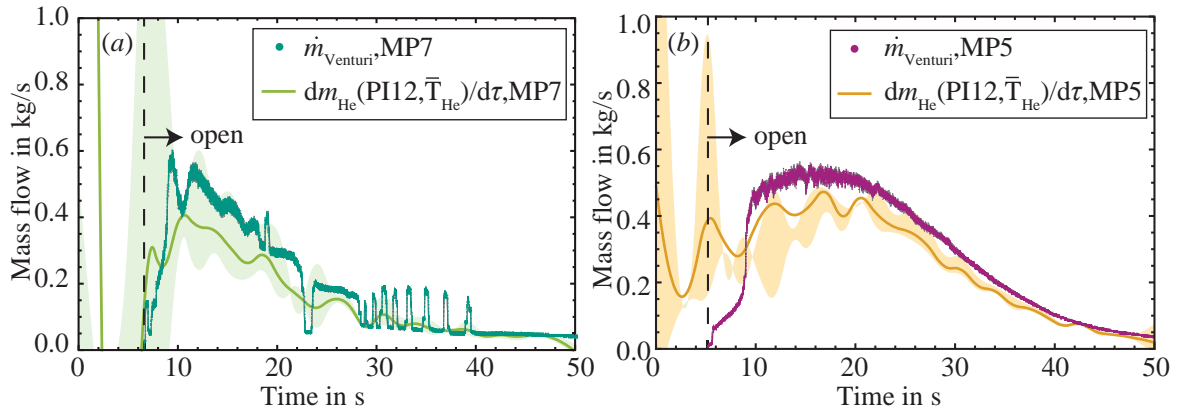 (a)
ṁVenturi,MP7
dmHe(PI12,T̄He)/dτ,MP7
open
1.0
0.8
0.6
0.4
0.2
0.0
Mass flow in kg/s
0 10 20 30 40 50
Time in s
(b)
ṁVenturi,MP5
dmHe(PI12,T̄He)/dτ,MP5
open
1.0
0.8
0.6
0.4
0.2
0.0
Mass flow in kg/s
0 10 20 30 40 50
Time in s